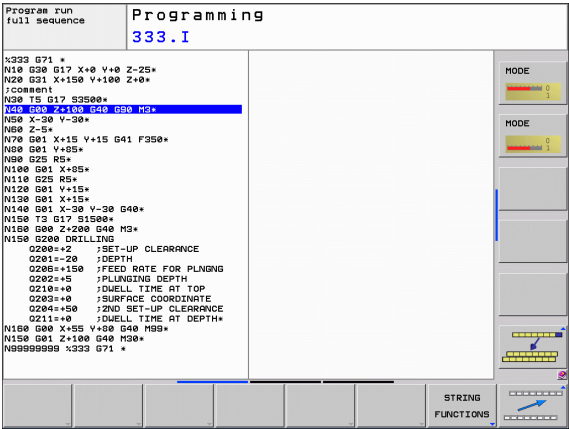 Program run
full sequence
Programming
333.I
%333 G71 *
N10 G30 G17 X+0 Y+0 Z-25*
N20 G31 X+150 Y+100 Z+0*
;comment
N30 T5 G17 S3500*
N40 G00 Z+100 G40 G90 M3*
N50 X-30 Y-30*
N60 Z-5*
N70 G01 X+15 Y+15 G41 F350*
N80 G01 Y+85*
N90 G25 R5*
N100 G01 X+85*
N110 G25 R5*
N120 G01 Y+15*
N130 G01 X+15*
N140 G01 X-30 Y-30 G40*
N150 T3 G17 S1500*
N160 G00 Z+200 G40 M3*
N150 G200 DRILLING
Q200=+2 ;SET-UP CLEARANCE
Q201=-20 ;DEPTH
Q206=+150 ;FEED RATE FOR PLNGNG
Q202=+5 ;PLUNGING DEPTH
Q210=+0 ;DWELL TIME AT TOP
Q203=+0 ;SURFACE COORDINATE
Q204=+50 ;2ND SET-UP CLEARANCE
Q211=+0 ;DWELL TIME AT DEPTH*
N160 G00 X+55 Y+80 G40 M99*
N150 G01 Z+100 G40 M30*
N99999999 %333 G71 *
MODE
0
1
MODE
0
1
STRING
FUNCTIONS